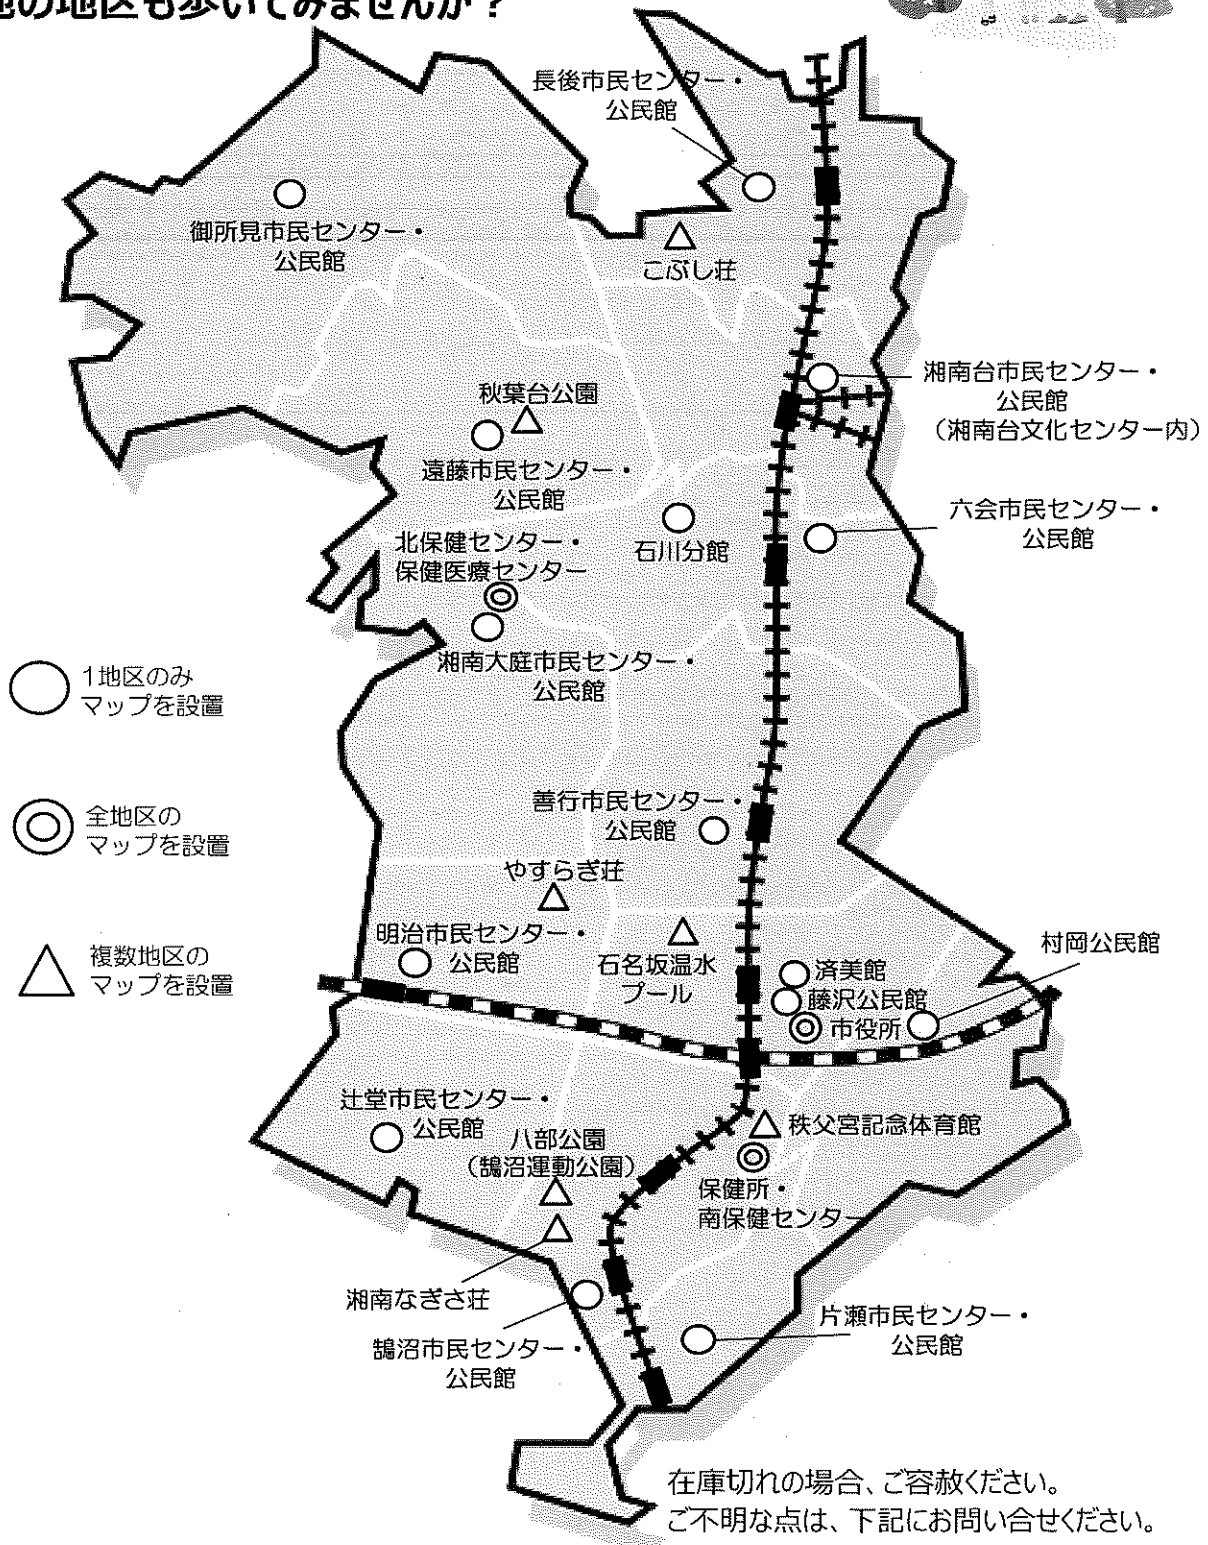 他の地区も歩いてみませんか？
長後市民センター・
公民館
御所見市民センター・
公民館
こぶし荘
湘南台市民センター・
公民館
（湘南台文化センター内）
秋葉台公園
遠藤市民センター・
公民館
六会市民センター・
公民館
石川分館
北保健センター・
保健医療センター
湘南大庭市民センター・
公民館
1地区のみ
マップを設置
全地区の
マップを設置
複数地区の
マップを設置
善行市民センター・
公民館
やすらぎ荘
明治市民センター・
公民館
石名坂温水
プール
済美館
藤沢公民館
市役所
村岡公民館
辻堂市民センター・
公民館
八部公園
（鵠沼運動公園）
秩父宮記念体育館
保健所・
南保健センター
湘南なぎさ荘
鵠沼市民センター・
公民館
片瀬市民センター・
公民館
在庫切れの場合、ご容赦ください。
ご不明な点は、下記にお問い合せください。